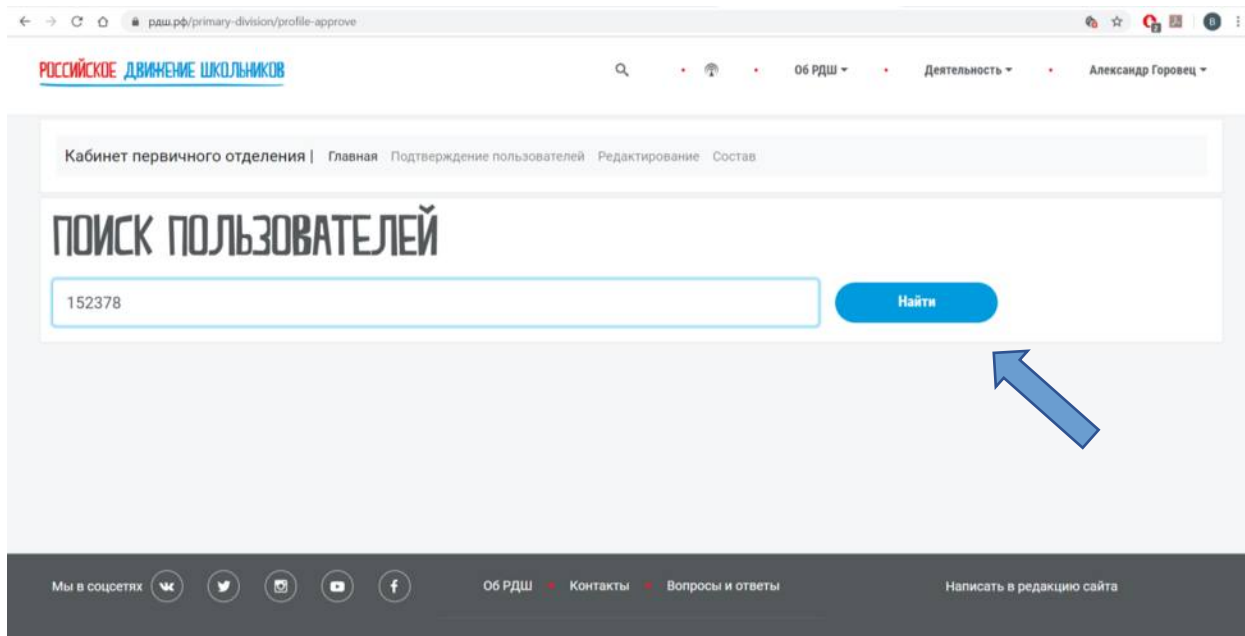 рдш.рф/primary-division/profile-approve
РОССИЙСКОЕ ДВИЖЕНИЕ ШКОЛЬНИКОВ
Об РДШ
Деятельность
Александр Горовец
Кабинет первичного отделения | Главная Подтверждение пользователей Редактирование Состав
ПОИСК ПОЛЬЗОВАТЕЛЕЙ
152378
Найти
Мы в соцсетях
Об РДШ • Контакты • Вопросы и ответы
Написать в редакцию сайта